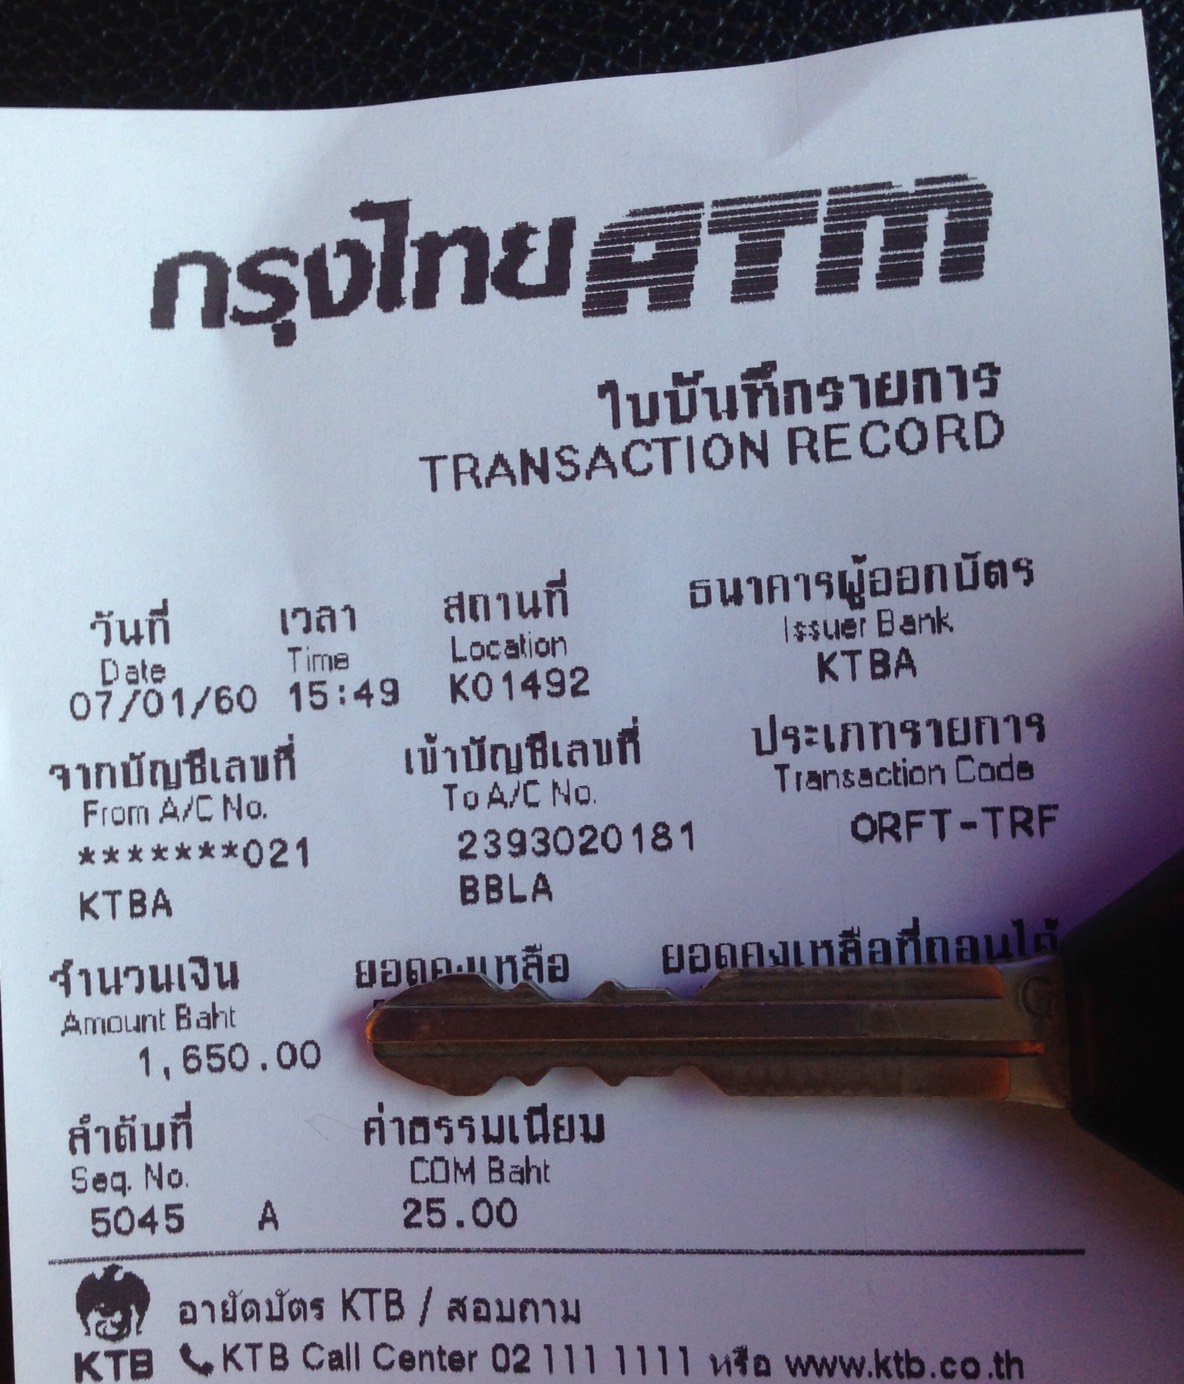 กรุงไทย ATM
ใบบันทึกรายการ
TRANSACTION RECORD
วันที่ เวลา สถานที่ ธนาคารผู้ออกบัตร
Date Time Location Issuer Bank
07/01/60 15:49 K01492 KTBA
จากบัญชีเลขที่ เข้าบัญชีเลขที่ ประเภทรายการ
From A/C No. To A/C No. Transaction Code
*******021 2393020181 ORFT-TRF
KTBA BBLA
จำนวนเงิน ยอดคงเหลือ ยอดคงเหลือที่ถอนได้
Amount Baht
1,650.00
ลำดับที่ ค่าธรรมเนียม
Seq. No. COM Baht
5045 A 25.00
อายัดบัตร KTB / สอบถาม
KTB KTB Call Center 02 111 1111 หรือ www.ktb.co.th